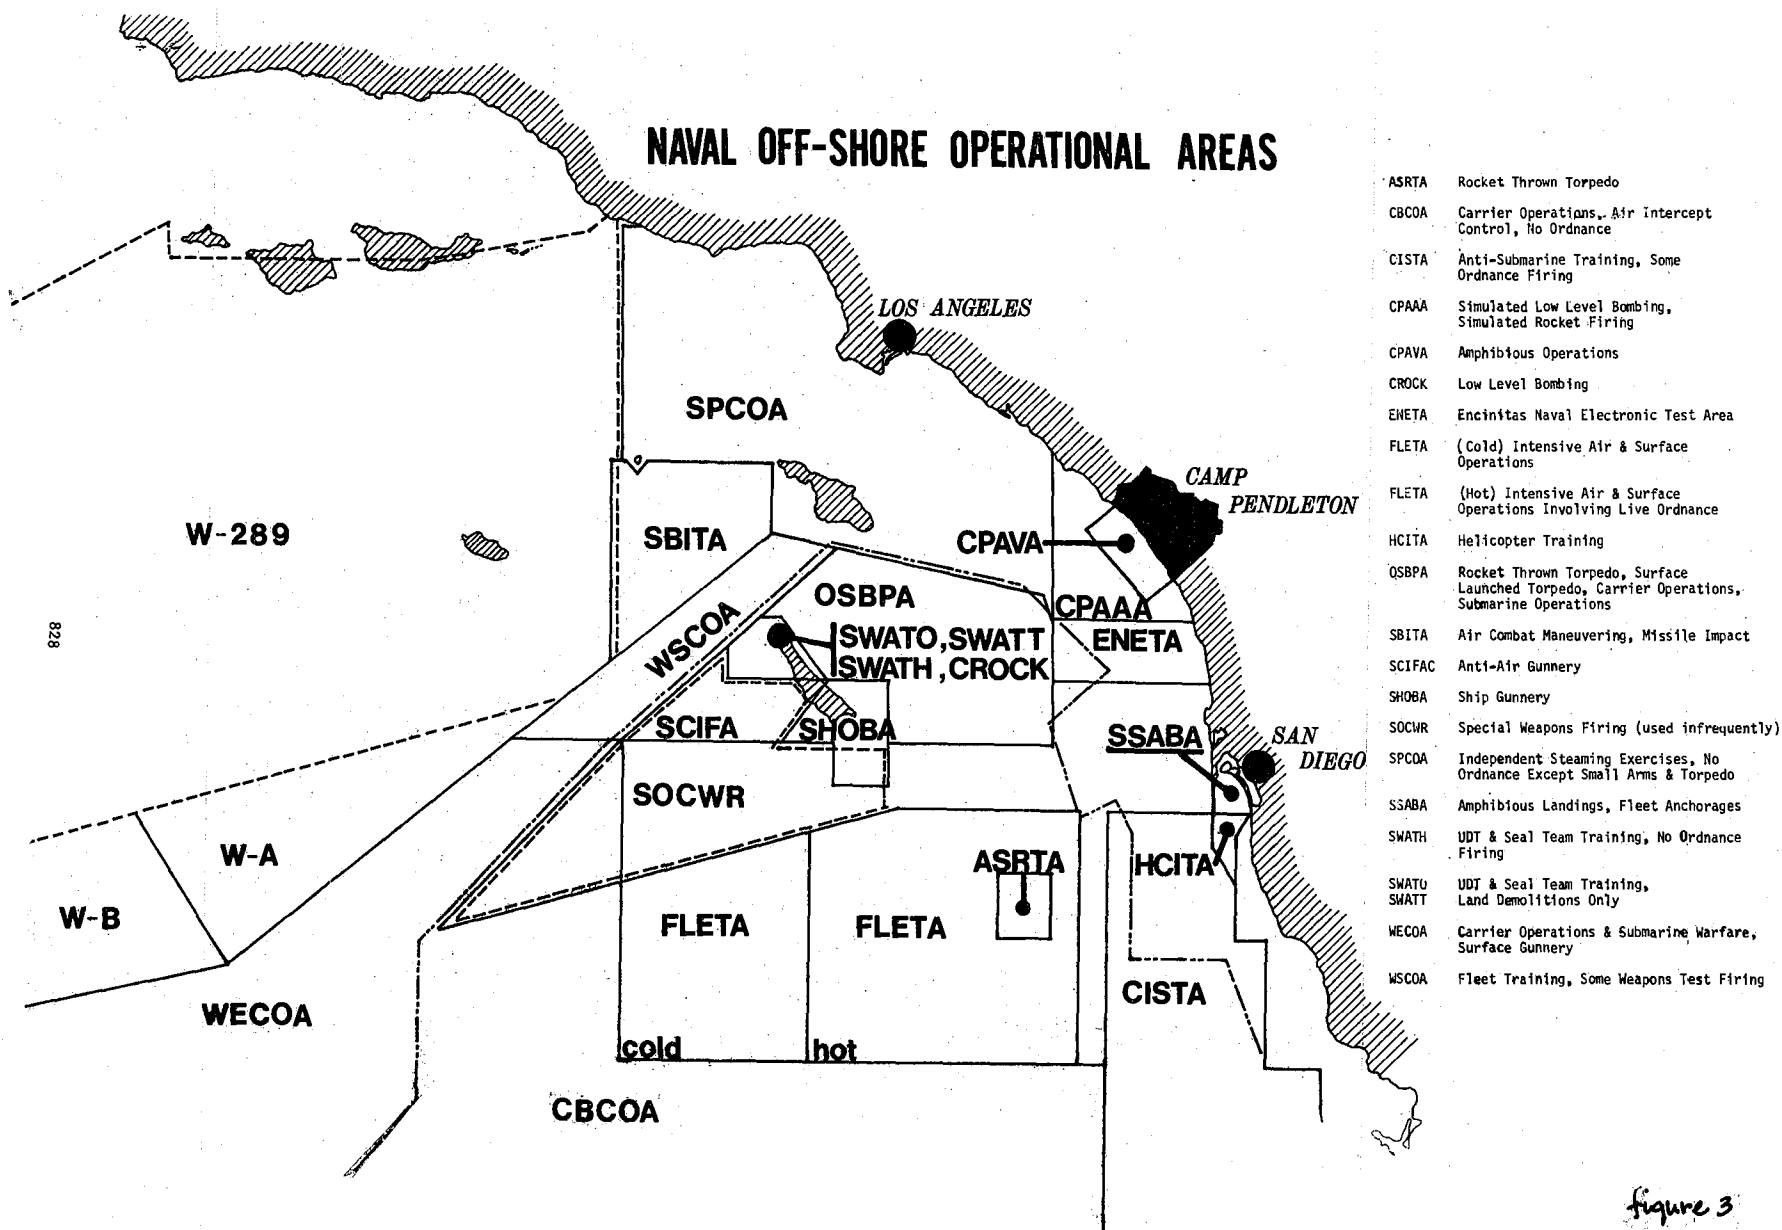 NAVAL OFF-SHORE OPERATIONAL AREAS
LOS ANGELES
SPCOA
CAMP
PENDLETON
W-289
SBITA
CPAVA
OSBPA
CPAAA
WSCOA
SWATO, SWATT
ENETA
SWATH, CROCK
828
SCIFA
SHOBA
SSABA
SAN
DIEGO
SOCWR
W-A
ASRTA
HCITA
W-B
FLETA
FLETA
CISTA
WECOA
cold
hot
CBCOA
ASRTA Rocket Thrown Torpedo
CBCOA Carrier Operations, Air Intercept
Control, No Ordnance
CISTA Anti-Submarine Training, Some
Ordnance Firing
CPAAA Simulated Low Level Bombing,
Simulated Rocket Firing
CPAVA Amphibious Operations
CROCK Low Level Bombing
ENETA Encinitas Naval Electronic Test Area
FLETA (Cold) Intensive Air & Surface
Operations
FLETA (Hot) Intensive Air & Surface
Operations Involving Live Ordnance
HCITA Helicopter Training
OSBPA Rocket Thrown Torpedo, Surface
Launched Torpedo, Carrier Operations,
Submarine Operations
SBITA Air Combat Maneuvering, Missile Impact
SCIFAC Anti-Air Gunnery
SHOBA Ship Gunnery
SOCWR Special Weapons Firing (used infrequently)
SPCOA Independent Steaming Exercises, No
Ordnance Except Small Arms & Torpedo
SSABA Amphibious Landings, Fleet Anchorages
SWATH UDT & Seal Team Training, No Ordnance
Firing
SWATO UDT & Seal Team Training,
SWATT Land Demolitions Only
WECOA Carrier Operations & Submarine Warfare,
Surface Gunnery
WSCOA Fleet Training, Some Weapons Test Firing
figure 3